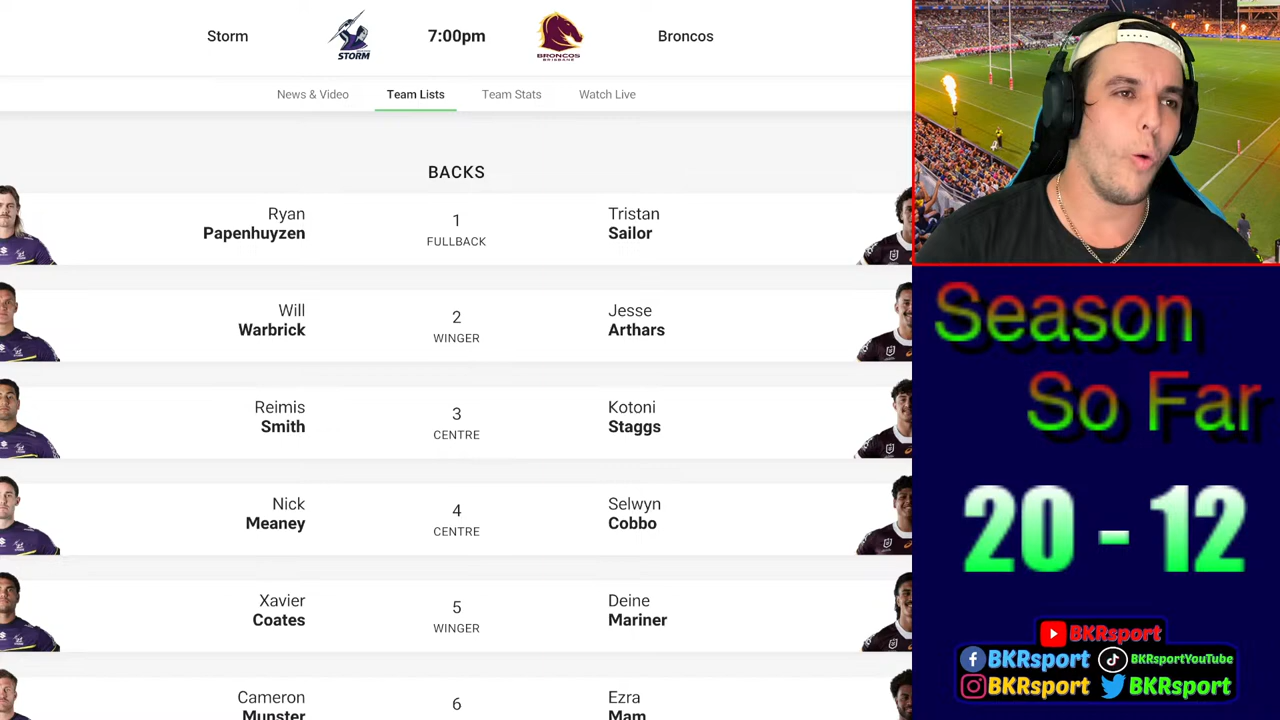 Storm
STORM
7:00pm
BRONCOS
BRISBANE
Broncos
News & Video
Team Lists
Team Stats
Watch Live
BACKS
Ryan
Papenhuyzen
1
FULLBACK
Tristan
Sailor
Will
Warbrick
2
WINGER
Jesse
Arthars
Reimis
Smith
3
CENTRE
Kotoni
Staggs
Nick
Meaney
4
CENTRE
Selwyn
Cobbo
Xavier
Coates
5
WINGER
Deine
Mariner
Cameron
Munster
6
Ezra
Mam
Season
So Far
20 - 12
BKRsport
BKRsport
BKRsportYouTube
BKRsport
BKRsport